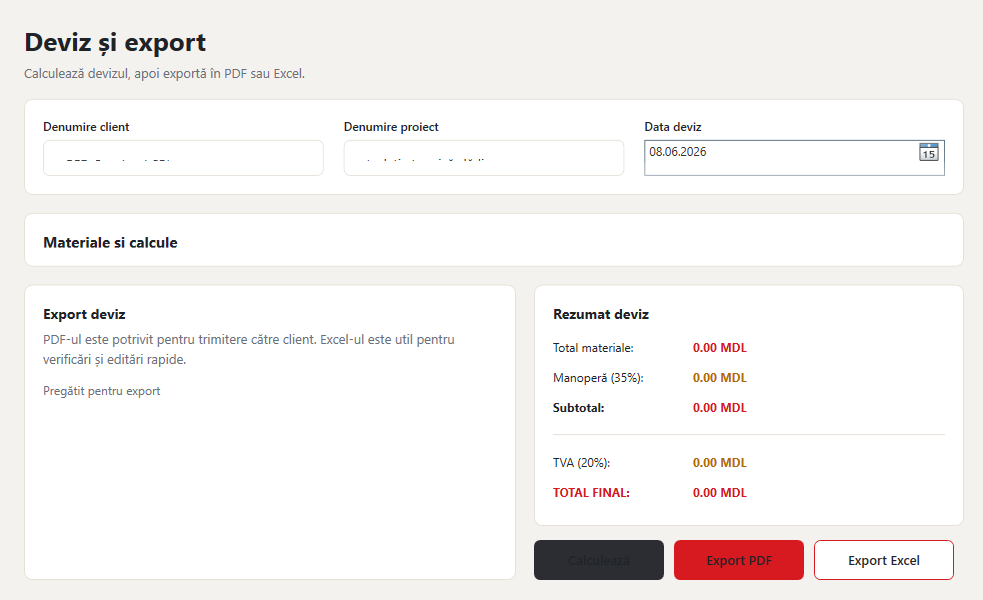 Deviz și export
Calculează devizul, apoi exportă în PDF sau Excel.
Denumire client
Denumire proiect
Data deviz
08.06.2026
15
Materiale si calcule
Export deviz
PDF-ul este potrivit pentru trimitere către client. Excel-ul este util pentru
verificări și editări rapide.
Pregătit pentru export
Rezumat deviz
Total materiale: 0.00 MDL
Manoperă (35%): 0.00 MDL
Subtotal: 0.00 MDL
TVA (20%): 0.00 MDL
TOTAL FINAL: 0.00 MDL
Calculează
Export PDF
Export Excel